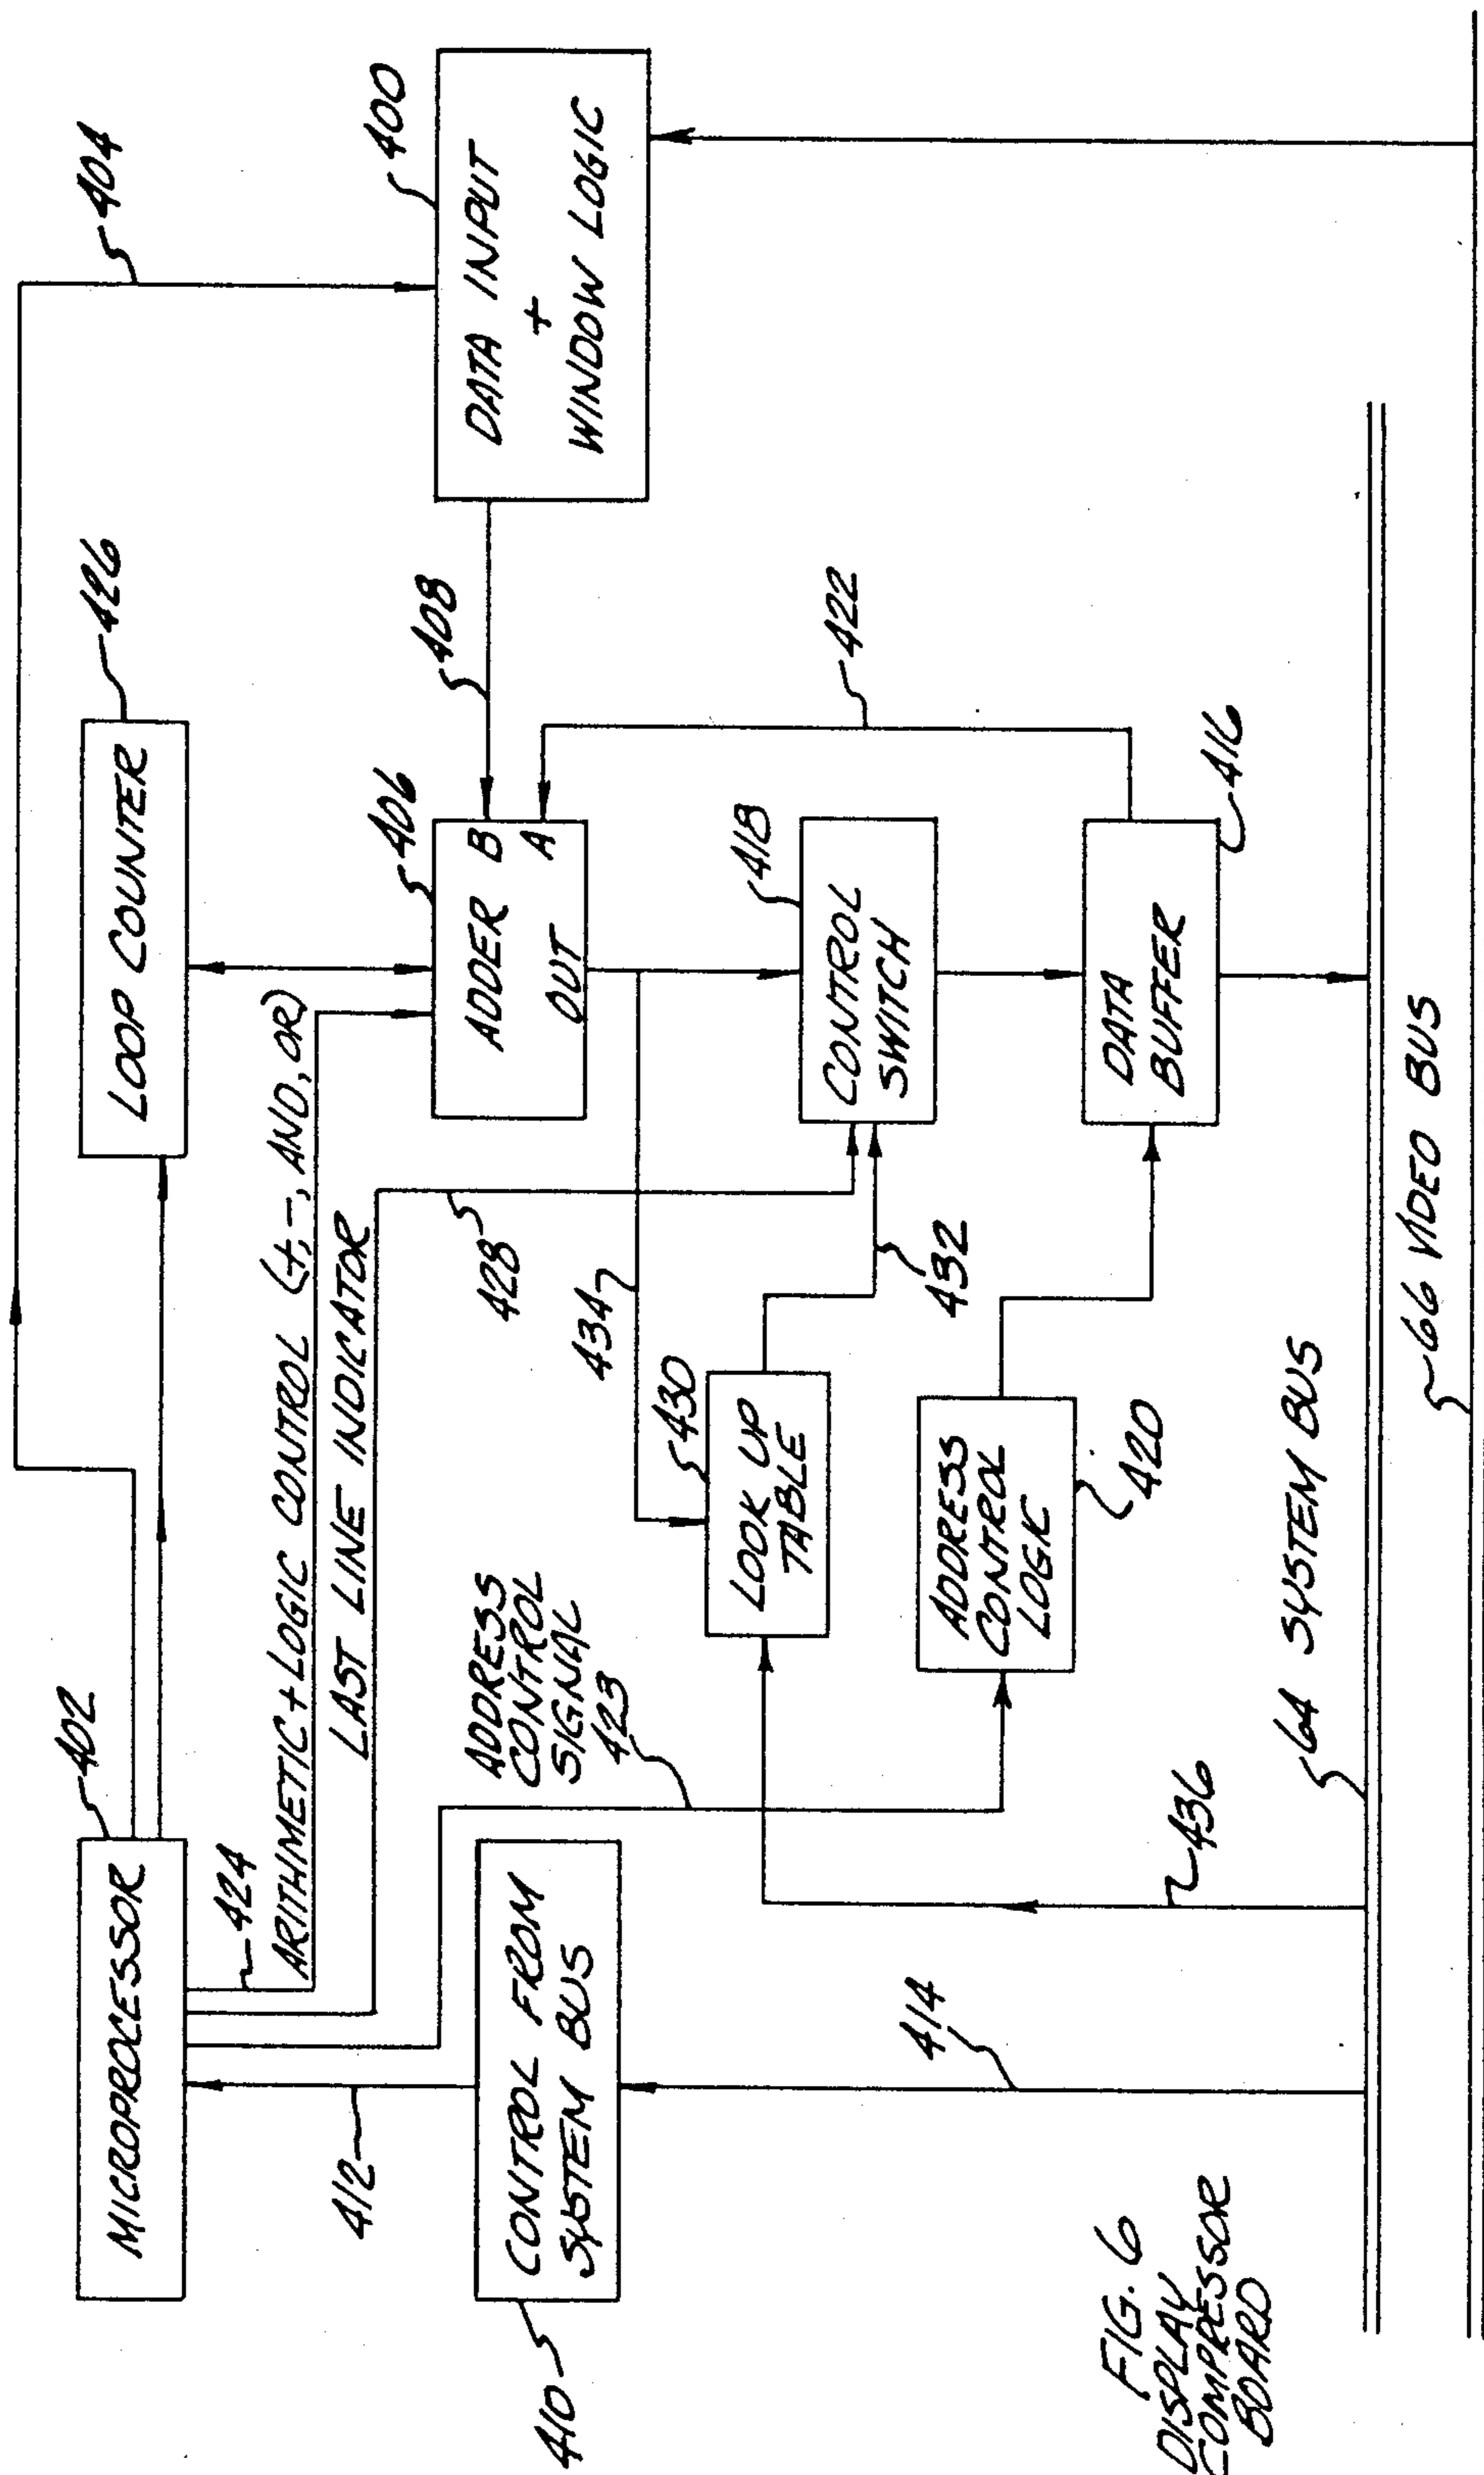 404
MICROPROCESSOR
402
LOOP COUNTER
426
400
DATA INPUT
+
WINDOW LOGIC
424
ARITHMETIC + LOGIC CONTROL (+, -, AND, OR)
LAST LINE INDICATOR
406
408
ADDER B
A
OUT
412
ADDRESS
CONTROL
SIGNAL
423
428
434
410
CONTROL FROM
SYSTEM BUS
430
LOOK UP
TABLE
432
418
CONTROL
SWITCH
422
414
436
ADDRESS
CONTROL
LOGIC
420
DATA
BUFFER
416
64 SYSTEM BUS
66 VIDEO BUS
FIG. 6
DISPLAY
COMPRESSOR
BOARD